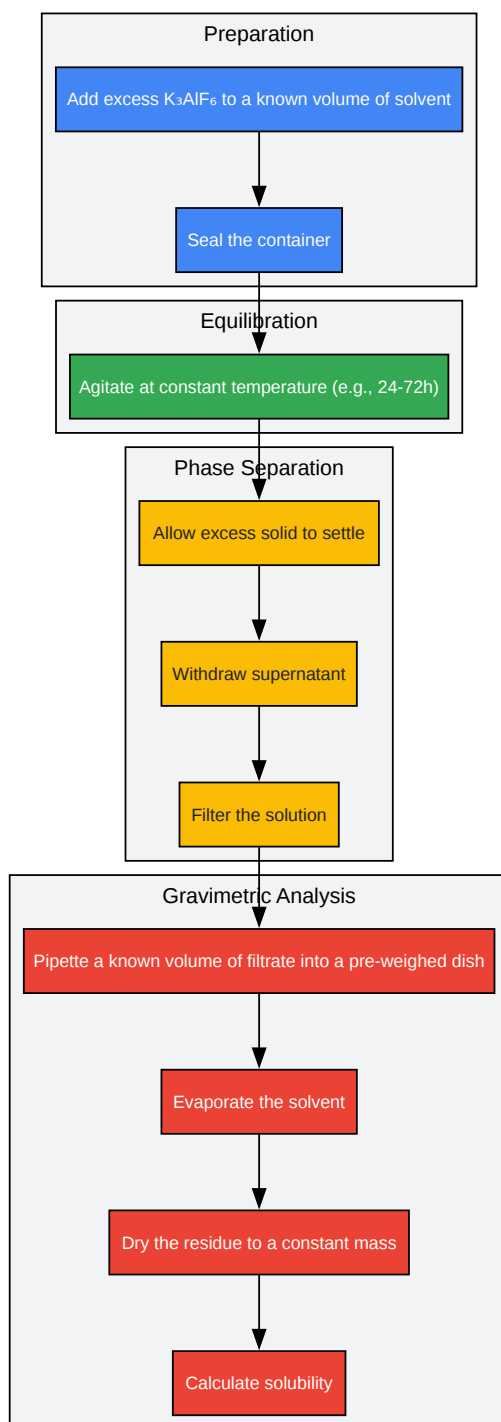 Preparation
Add excess K₃AlF₆ to a known volume of solvent
Seal the container
Equilibration
Agitate at constant temperature (e.g., 24-72h)
Phase Separation
Allow excess solid to settle
Withdraw supernatant
Filter the solution
Gravimetric Analysis
Pipette a known volume of filtrate into a pre-weighed dish
Evaporate the solvent
Dry the residue to a constant mass
Calculate solubility